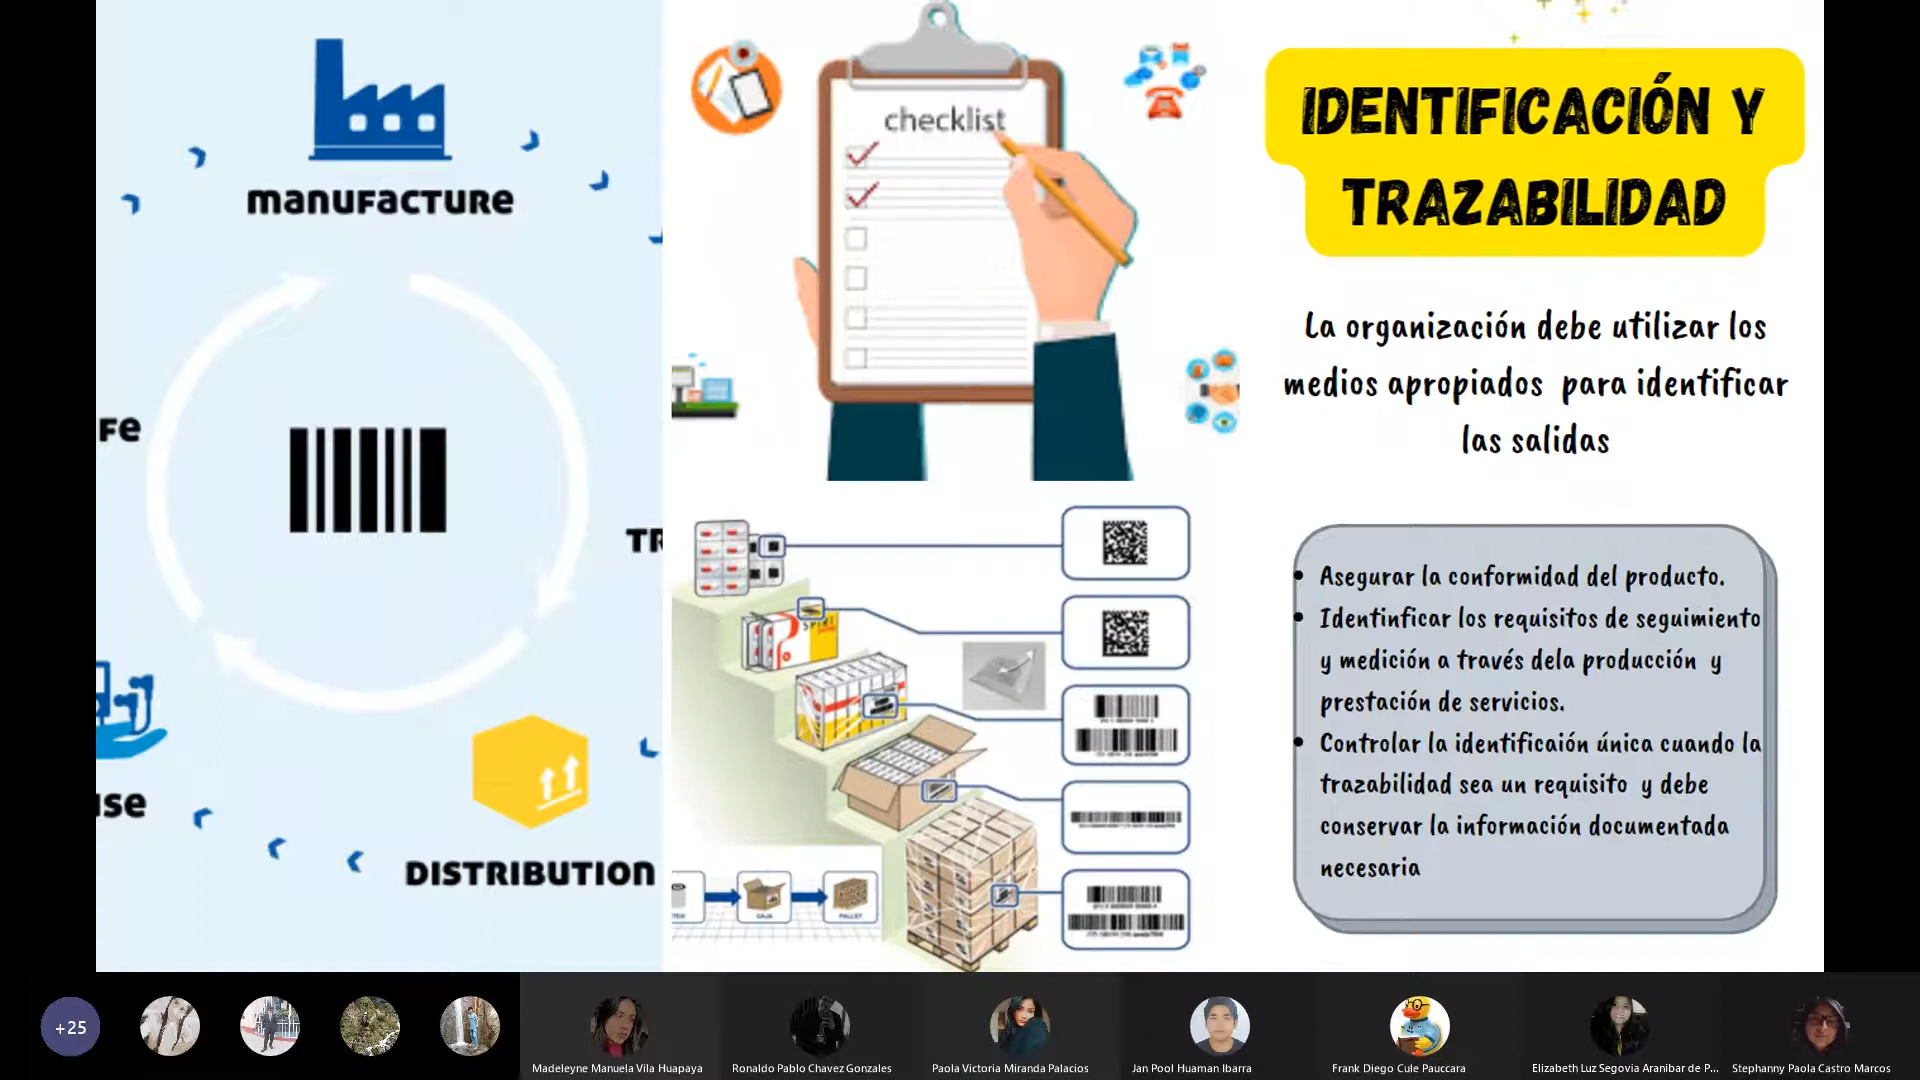 manufacture
Fe
TR
use
DISTRIBUTION
checklist
CAJA
PALLET
IDENTIFICACIÓN Y
TRAZABILIDAD
La organización debe utilizar los
medios apropiados para identificar
las salidas
• Asegurar la conformidad del producto.
• Identinficar los requisitos de seguimiento
y medición a través dela producción y
prestación de servicios.
• Controlar la identificaión única cuando la
trazabilidad sea un requisito y debe
conservar la información documentada
necesaria
+25
Madeleyne Manuela Vila Huapaya
Ronaldo Pablo Chavez Gonzales
Paola Victoria Miranda Palacios
Jan Pool Huaman Ibarra
Frank Diego Cule Pauccara
Elizabeth Luz Segovia Aranibar de P...
Stephanny Paola Castro Marcos